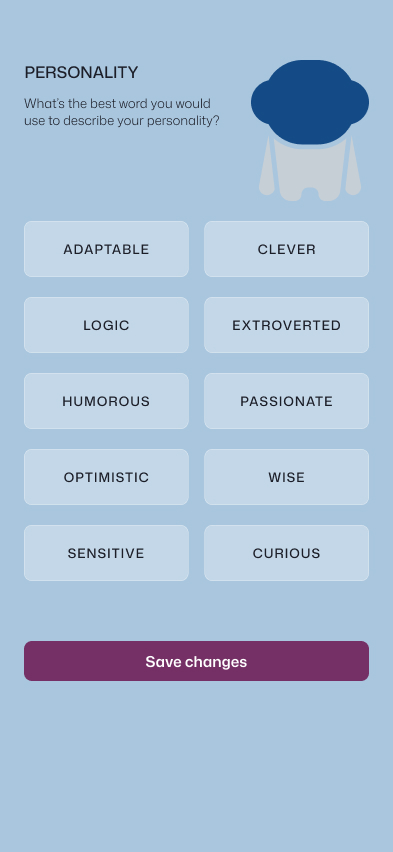 PERSONALITY
What's the best word you would
use to describe your personality?
ADAPTABLE
CLEVER
LOGIC
EXTROVERTED
HUMOROUS
PASSIONATE
OPTIMISTIC
WISE
SENSITIVE
CURIOUS
Save changes